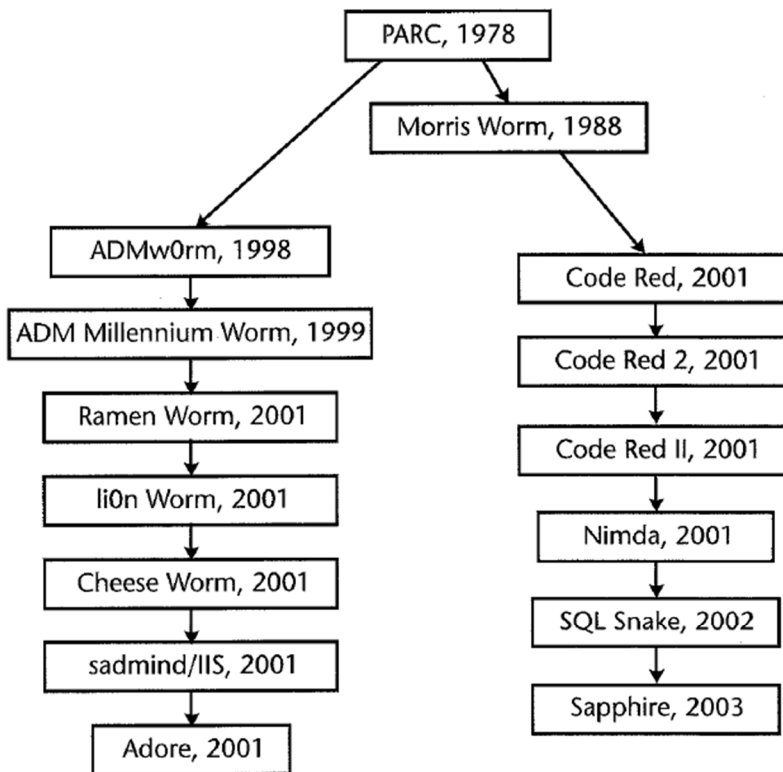 PARC, 1978
Morris Worm, 1988
ADMw0rm, 1998
ADM Millennium Worm, 1999
Ramen Worm, 2001
li0n Worm, 2001
Cheese Worm, 2001
sadmind/IIS, 2001
Adore, 2001
Code Red, 2001
Code Red 2, 2001
Code Red II, 2001
Nimda, 2001
SQL Snake, 2002
Sapphire, 2003